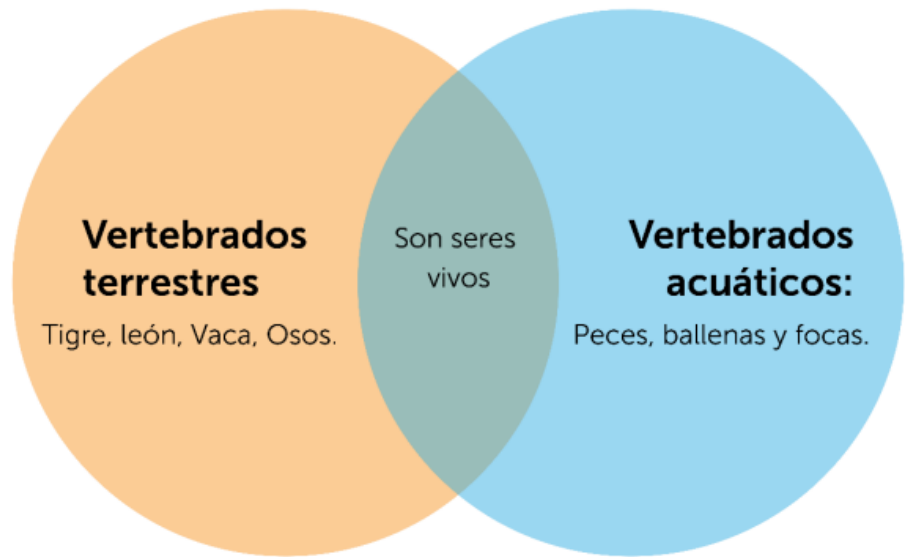 Vertebrados
terrestres
Tigre, león, Vaca, Osos.
Son seres
vivos
Vertebrados
acuáticos:
Peces, ballenas y focas.